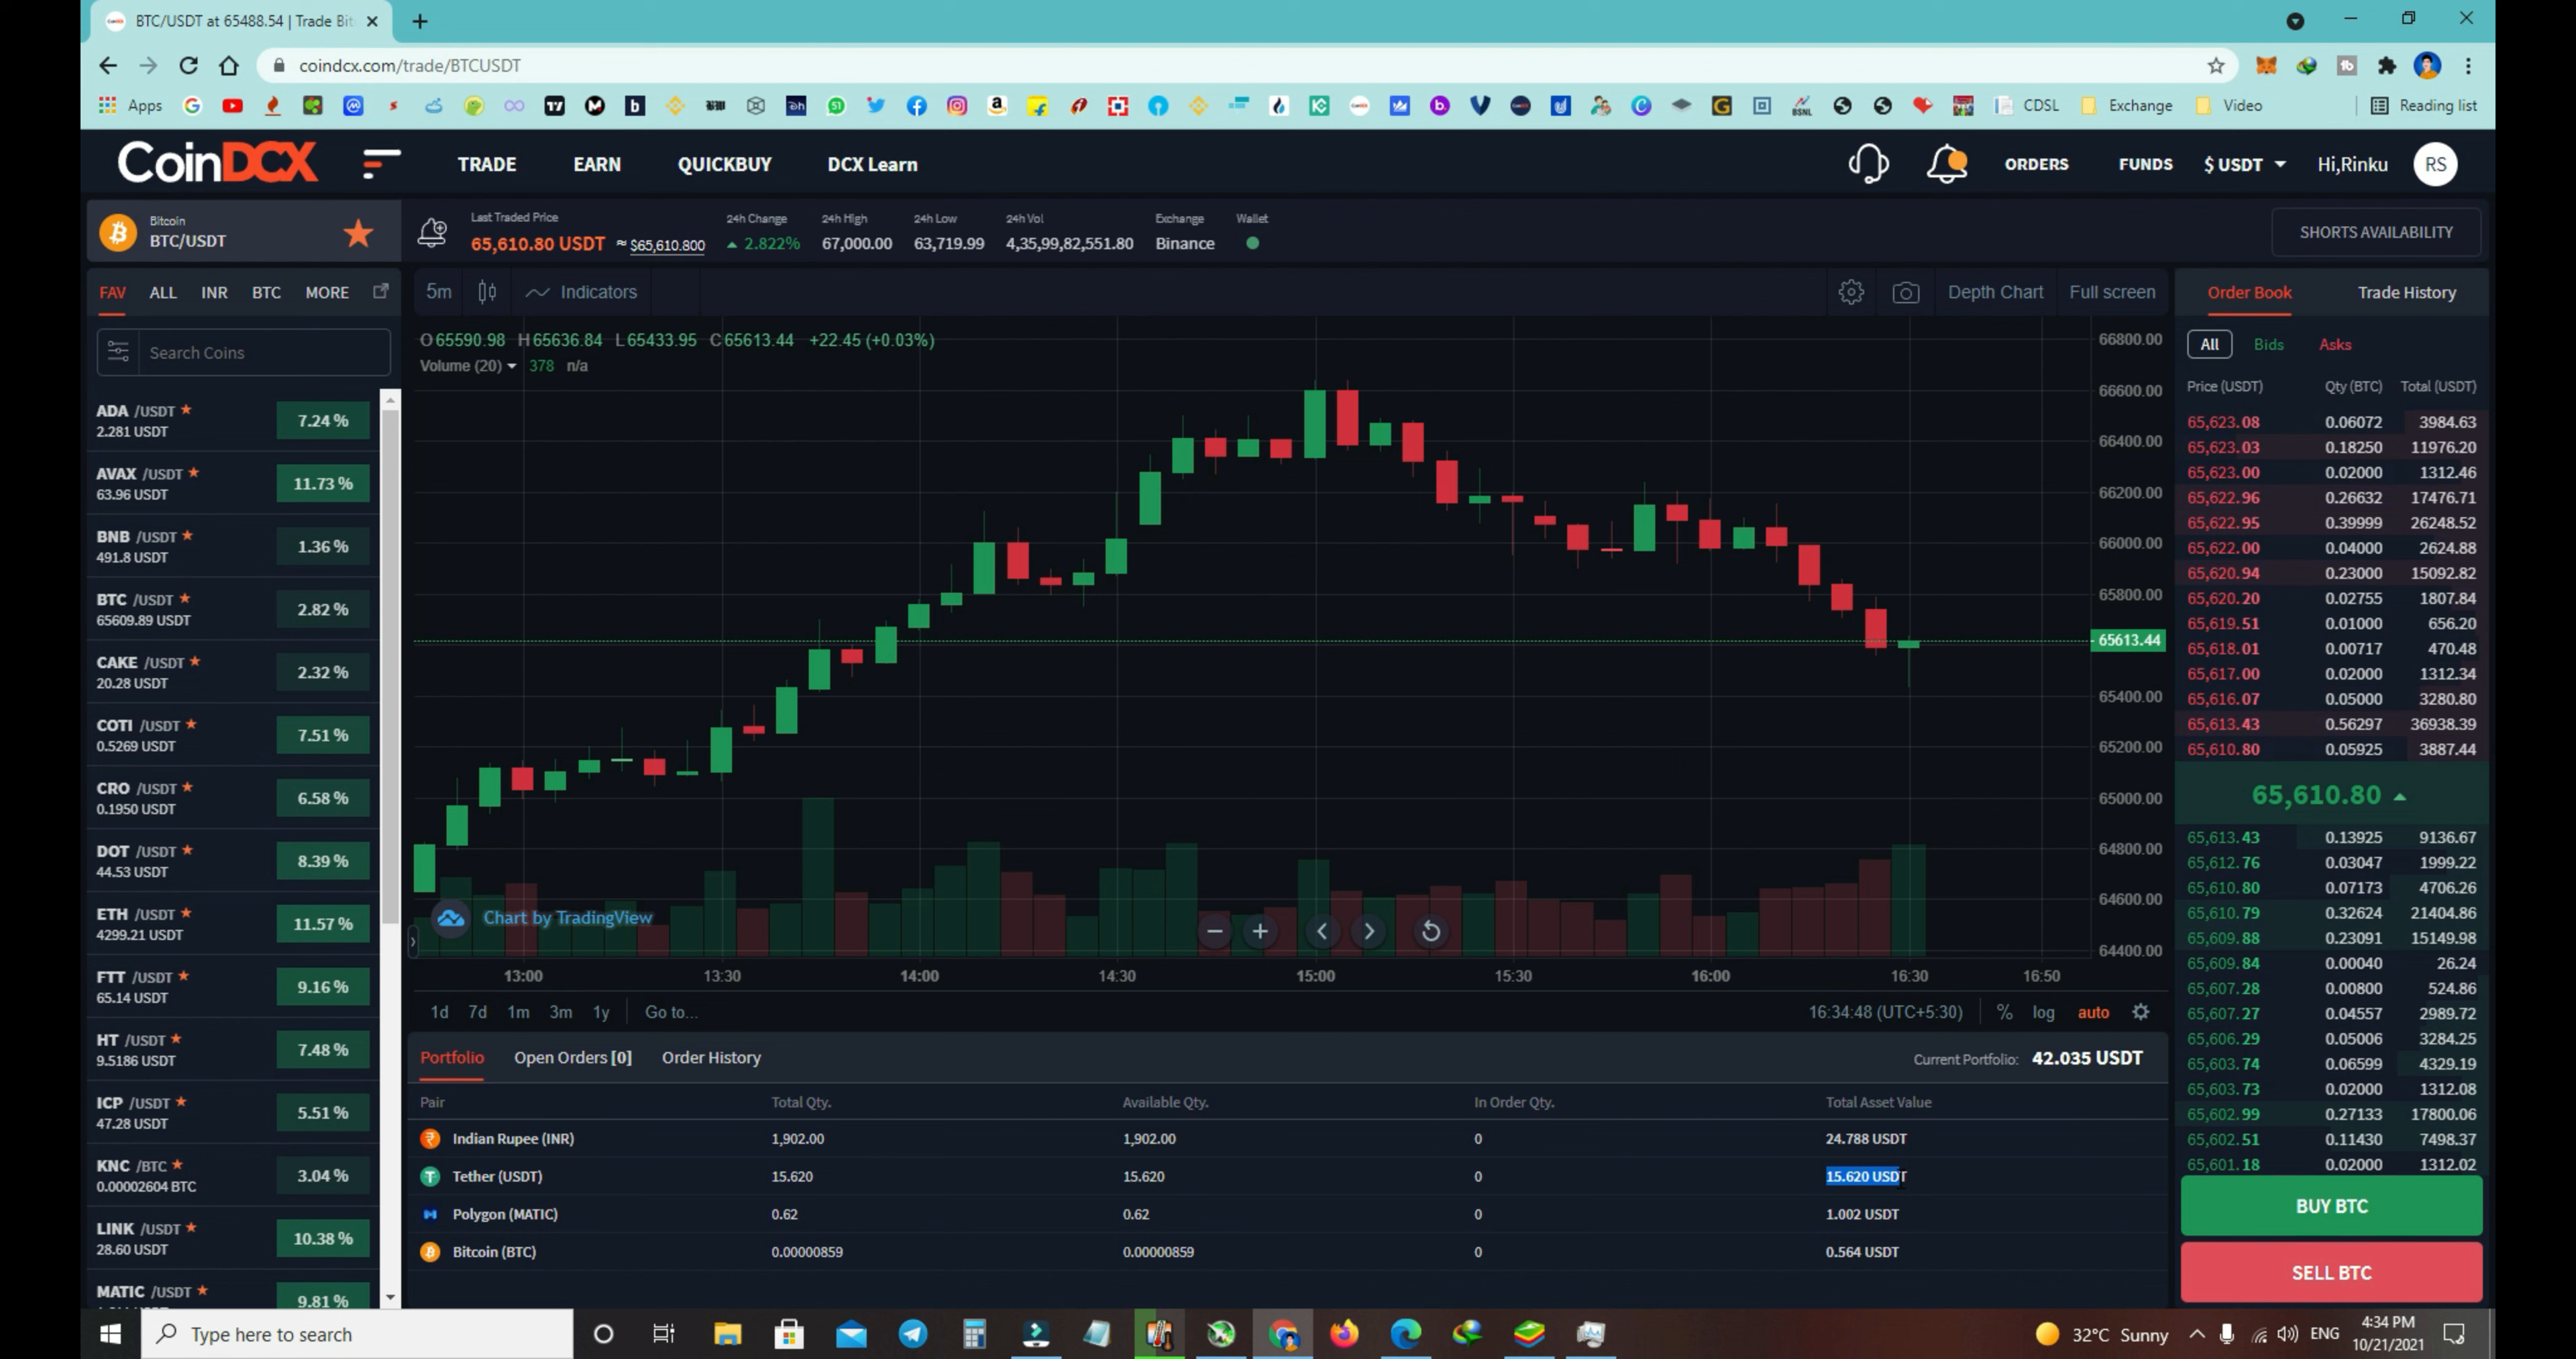 BTC/USDT at 65488.54 | Trade Bit
coindcx.com/trade/BTCUSDT
Apps
BSNL
CDSL
Exchange
Video
Reading list
CoinDCX
TRADE
EARN
QUICKBUY
DCX Learn
ORDERS
FUNDS
$ USDT
Hi,Rinku
RS
Bitcoin
BTC/USDT
Last Traded Price
65,610.80 USDT ≈ $65,610.800
24h Change
2.822%
24h High
67,000.00
24h Low
63,719.99
24h Vol
4,35,99,82,551.80
Exchange
Binance
Wallet
SHORTS AVAILABILITY
FAV ALL INR BTC MORE
Search Coins
ADA /USDT 7.24 %
2.281 USDT
AVAX /USDT 11.73 %
63.96 USDT
BNB /USDT 1.36 %
491.8 USDT
BTC /USDT 2.82 %
65609.89 USDT
CAKE /USDT 2.32 %
20.28 USDT
COTI /USDT 7.51 %
0.5269 USDT
CRO /USDT 6.58 %
0.1950 USDT
DOT /USDT 8.39 %
44.53 USDT
ETH /USDT 11.57 %
4299.21 USDT
FTT /USDT 9.16 %
65.14 USDT
HT /USDT 7.48 %
9.5186 USDT
ICP /USDT 5.51 %
47.28 USDT
KNC /BTC 3.04 %
0.00002604 BTC
LINK /USDT 10.38 %
28.60 USDT
MATIC /USDT 9.81 %
5m Indicators
Depth Chart Full screen
O65590.98 H65636.84 L65433.95 C65613.44 +22.45 (+0.03%)
Volume (20) 378 n/a
66800.00
66600.00
66400.00
66200.00
66000.00
65800.00
65613.44
65400.00
65200.00
65000.00
64800.00
64600.00
64400.00
Chart by TradingView
13:00 13:30 14:00 14:30 15:00 15:30 16:00 16:30 16:50
1d 7d 1m 3m 1y Go to...
16:34:48 (UTC+5:30) % log auto
Portfolio Open Orders [0] Order History
Current Portfolio: 42.035 USDT
Pair Total Qty. Available Qty. In Order Qty. Total Asset Value
Indian Rupee (INR) 1,902.00 1,902.00 0 24.788 USDT
Tether (USDT) 15.620 15.620 0 15.620 USDT
Polygon (MATIC) 0.62 0.62 0 1.002 USDT
Bitcoin (BTC) 0.00000859 0.00000859 0 0.564 USDT
Order Book Trade History
All Bids Asks
Price (USDT) Qty (BTC) Total (USDT)
65,623.08 0.06072 3984.63
65,623.03 0.18250 11976.20
65,623.00 0.02000 1312.46
65,622.96 0.26632 17476.71
65,622.95 0.39999 26248.52
65,622.00 0.04000 2624.88
65,620.94 0.23000 15092.82
65,620.20 0.02755 1807.84
65,619.51 0.01000 656.20
65,618.01 0.00717 470.48
65,617.00 0.02000 1312.34
65,616.07 0.05000 3280.80
65,613.43 0.56297 36938.39
65,610.80 0.05925 3887.44
65,610.80
65,613.43 0.13925 9136.67
65,612.76 0.03047 1999.22
65,610.80 0.07173 4706.26
65,610.79 0.32624 21404.86
65,609.88 0.23091 15149.98
65,609.84 0.00040 26.24
65,607.28 0.00800 524.86
65,607.27 0.04557 2989.72
65,606.29 0.05006 3284.25
65,603.74 0.06599 4329.19
65,603.73 0.02000 1312.08
65,602.99 0.27133 17800.06
65,602.51 0.11430 7498.37
65,601.18 0.02000 1312.02
BUY BTC
SELL BTC
Type here to search
32°C Sunny
ENG
4:34 PM
10/21/2021